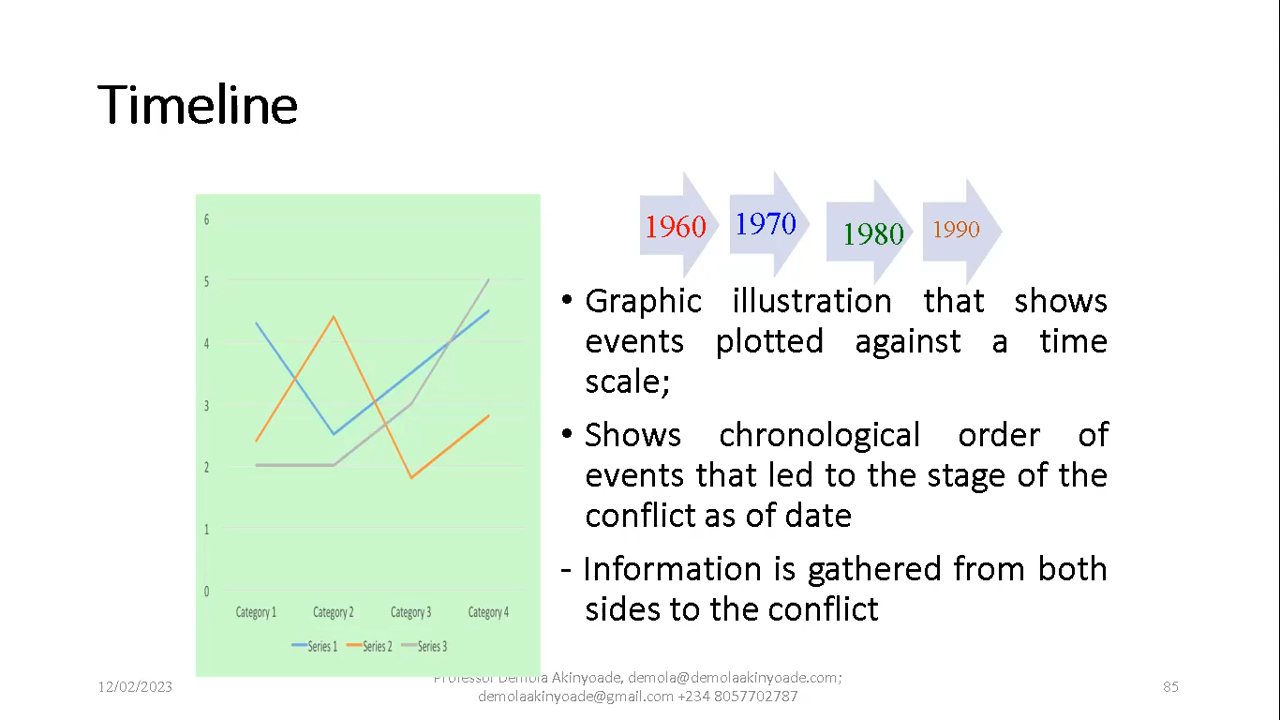 Timeline
1960 1970 1980 1990
6
5
4
3
2
1
0
Category 1 Category 2 Category 3 Category 4
Series 1 Series 2 Series 3
• Graphic illustration that shows
events plotted against a time
scale;
• Shows chronological order of
events that led to the stage of the
conflict as of date
- Information is gathered from both
sides to the conflict
12/02/2023
Professor Demola Akinyoade, demola@demolaakinyoade.com;
demolaakinyoade@gmail.com +234 8057702787
85